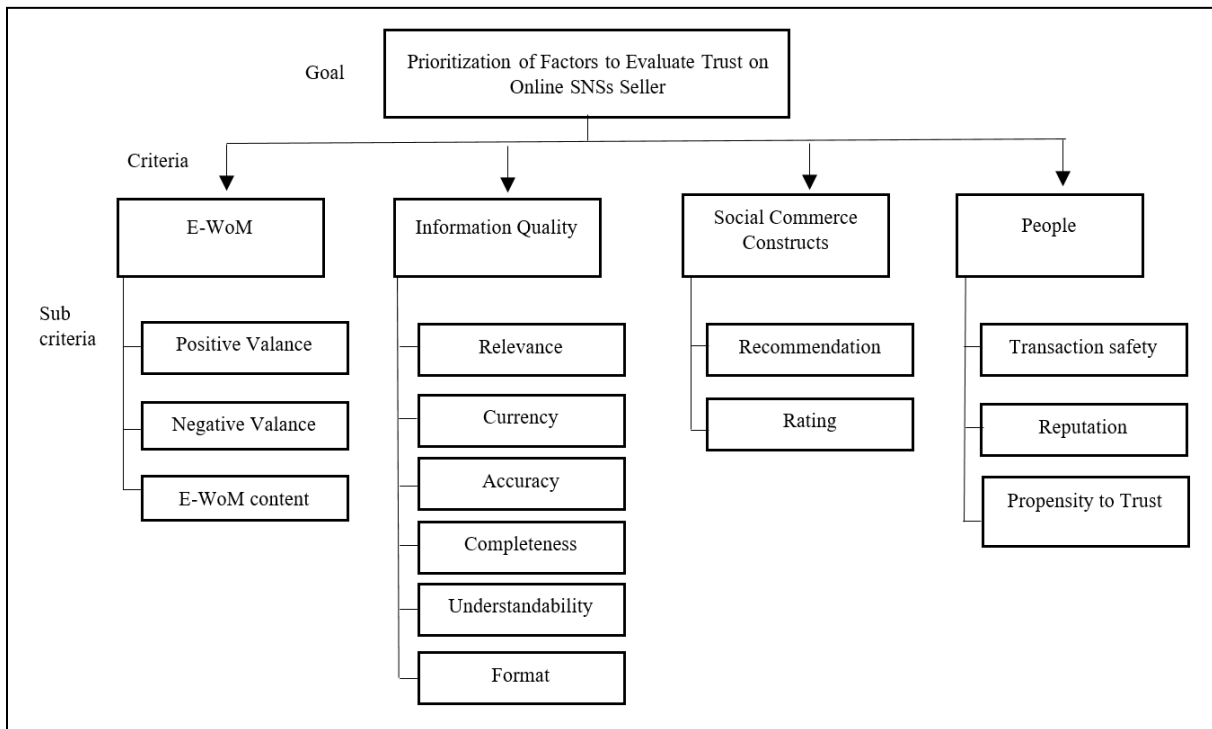 Goal
Prioritization of Factors to Evaluate Trust on
Online SNSs Seller
Criteria
E-WoM
Information Quality
Social Commerce
Constructs
People
Sub
criteria
Positive Valance
Negative Valance
E-WoM content
Relevance
Currency
Accuracy
Completeness
Understandability
Format
Recommendation
Rating
Transaction safety
Reputation
Propensity to Trust